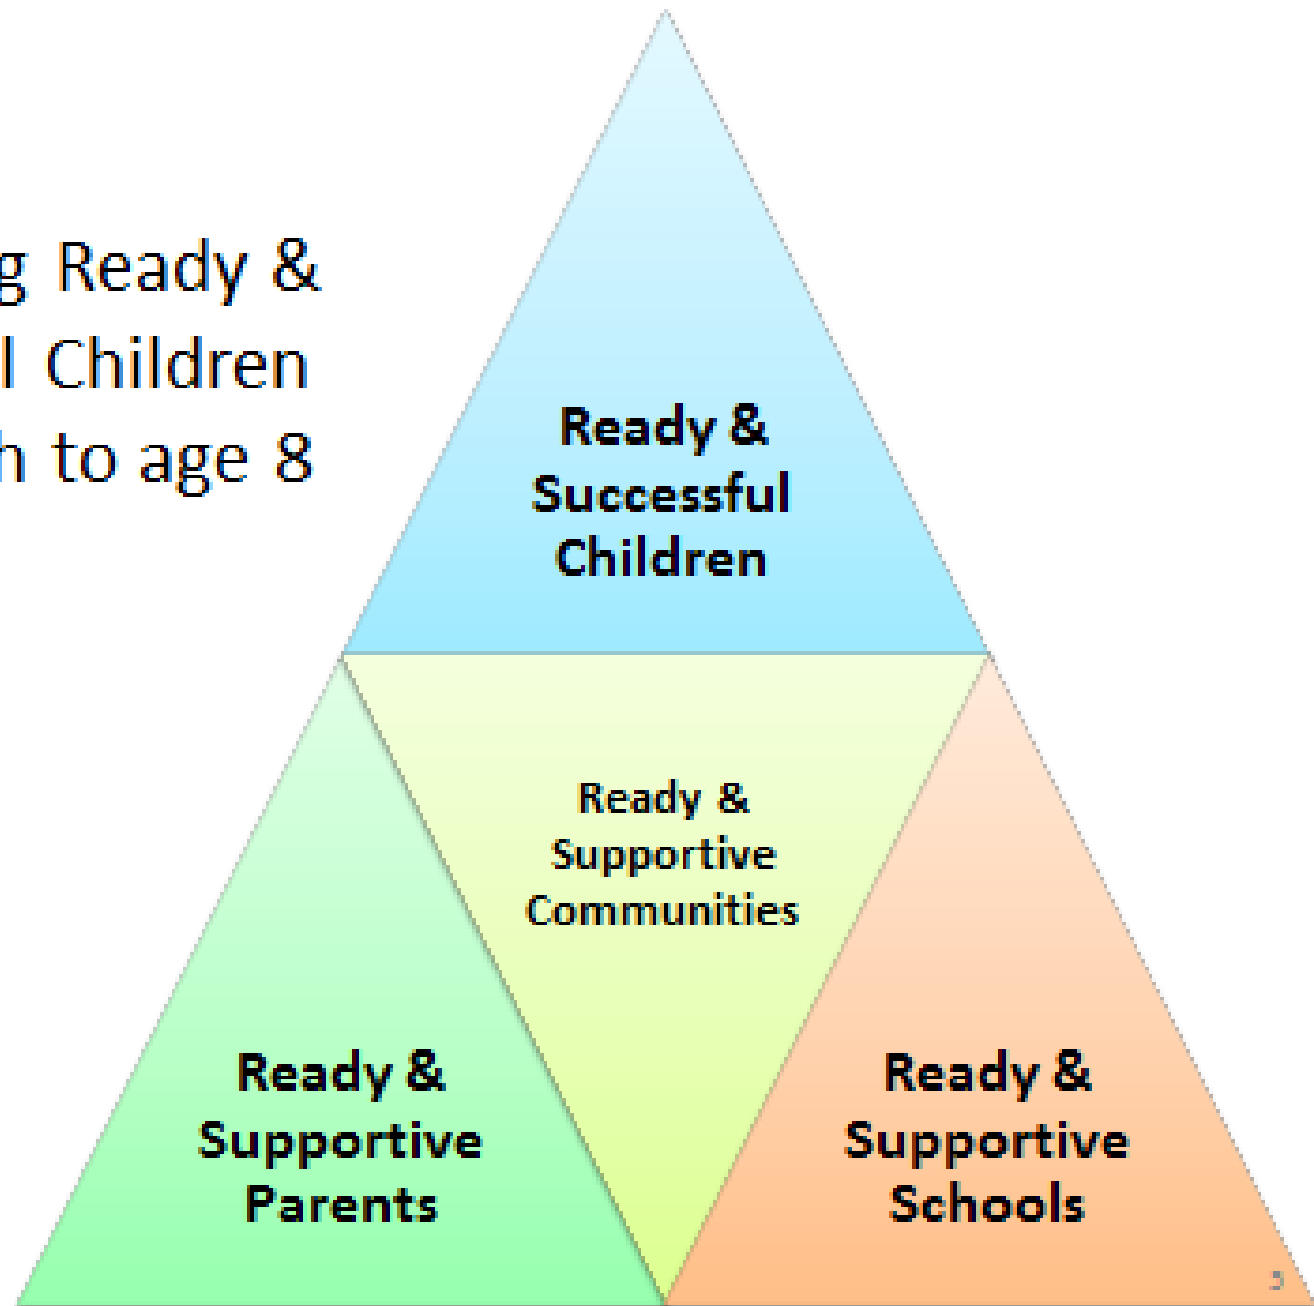 g Ready &
l Children
h to age 8
Ready &
Successful
Children
Ready &
Supportive
Communities
Ready &
Supportive
Parents
Ready &
Supportive
Schools